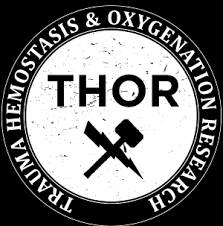 TRAUMA HEMOSTASIS & OXYGENATION RESEARCH
THOR